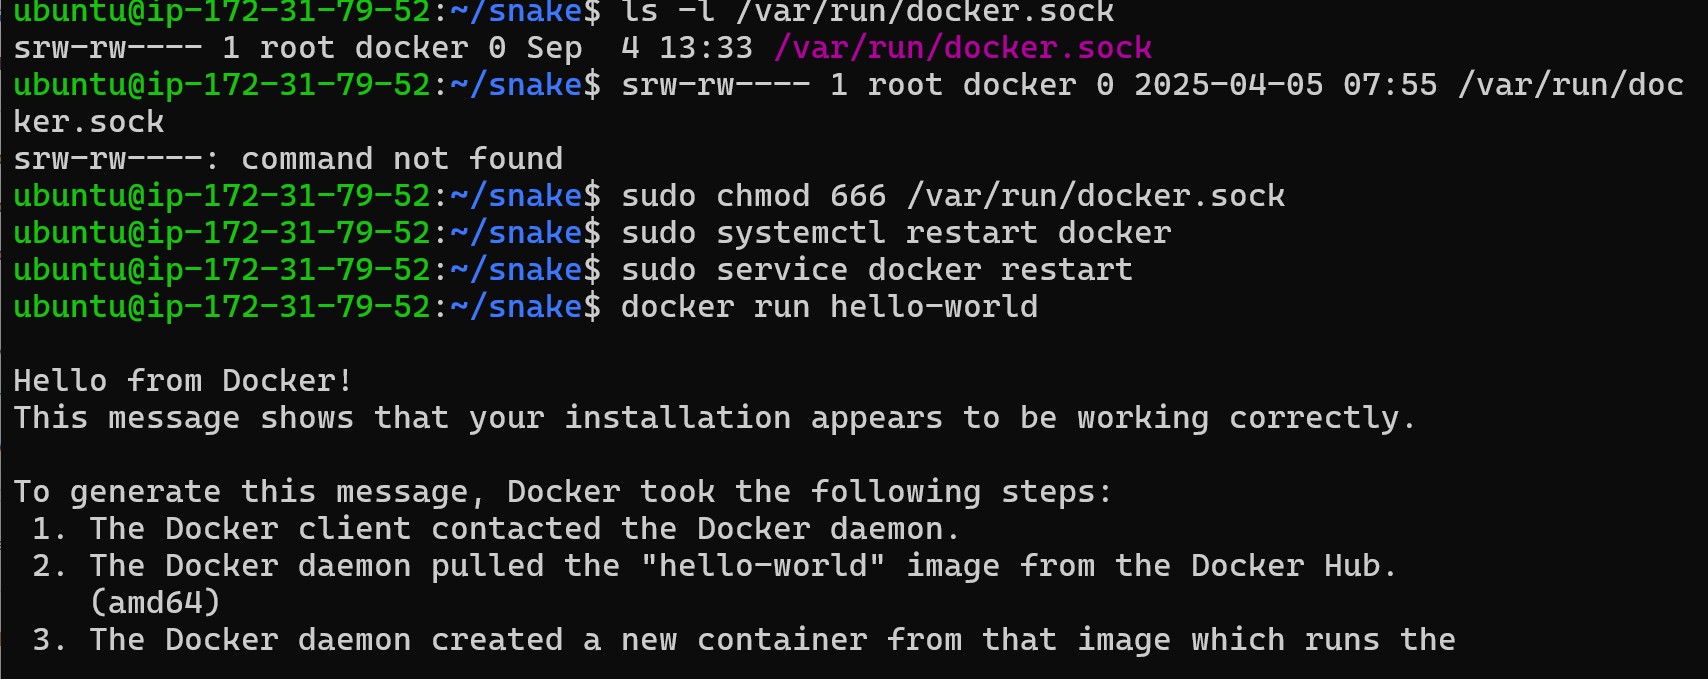 ubuntu@ip-172-31-79-52:~/snake$ ls -l /var/run/docker.sock
srw-rw---- 1 root docker 0 Sep  4 13:33 /var/run/docker.sock
ubuntu@ip-172-31-79-52:~/snake$ srw-rw---- 1 root docker 0 2025-04-05 07:55 /var/run/doc
ker.sock
srw-rw----: command not found
ubuntu@ip-172-31-79-52:~/snake$ sudo chmod 666 /var/run/docker.sock
ubuntu@ip-172-31-79-52:~/snake$ sudo systemctl restart docker
ubuntu@ip-172-31-79-52:~/snake$ sudo service docker restart
ubuntu@ip-172-31-79-52:~/snake$ docker run hello-world
Hello from Docker!
This message shows that your installation appears to be working correctly.
To generate this message, Docker took the following steps:
 1. The Docker client contacted the Docker daemon.
 2. The Docker daemon pulled the "hello-world" image from the Docker Hub.
    (amd64)
 3. The Docker daemon created a new container from that image which runs the